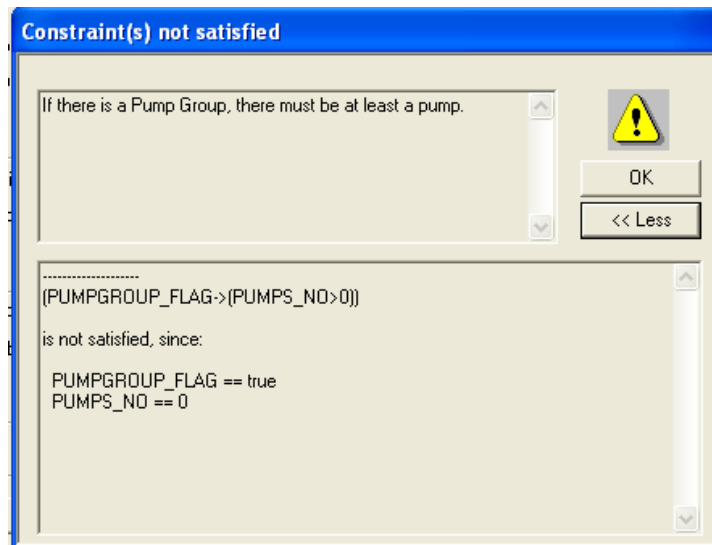 Constraint(s) not satisfied
If there is a Pump Group, there must be at least a pump.
OK
<< Less
--------------------
(PUMPGROUP_FLAG->(PUMPS_NO>0))
is not satisfied, since:
PUMPGROUP_FLAG == true
PUMPS_NO == 0